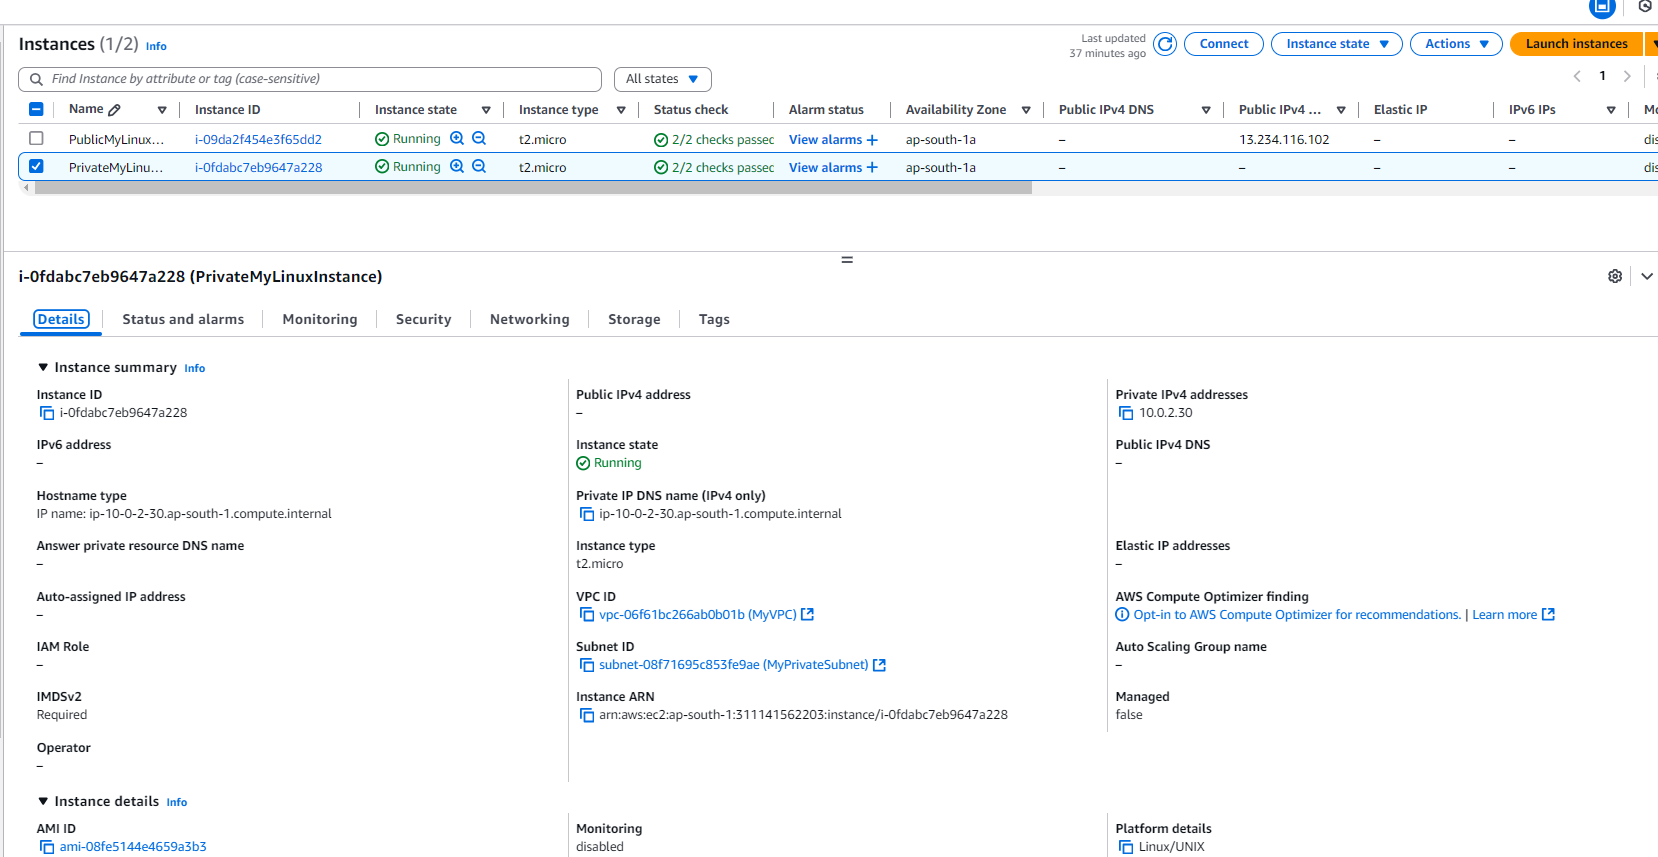 Instances (1/2) Info
Last updated
37 minutes ago
Connect
Instance state
Actions
Launch instances
Find Instance by attribute or tag (case-sensitive)
All states
1
Name Instance ID Instance state Instance type Status check Alarm status Availability Zone Public IPv4 DNS Public IPv4 ... Elastic IP IPv6 IPs
PublicMyLinux... i-09da2f454e3f65dd2 Running t2.micro 2/2 checks passed View alarms + ap-south-1a – 13.234.116.102 – –
PrivateMyLinu... i-0fdabc7eb9647a228 Running t2.micro 2/2 checks passed View alarms + ap-south-1a – – – –
i-0fdabc7eb9647a228 (PrivateMyLinuxInstance)
Details Status and alarms Monitoring Security Networking Storage Tags
Instance summary Info
Instance ID
i-0fdabc7eb9647a228
Public IPv4 address
–
Private IPv4 addresses
10.0.2.30
IPv6 address
–
Instance state
Running
Public IPv4 DNS
–
Hostname type
IP name: ip-10-0-2-30.ap-south-1.compute.internal
Private IP DNS name (IPv4 only)
ip-10-0-2-30.ap-south-1.compute.internal
Answer private resource DNS name
–
Instance type
t2.micro
Elastic IP addresses
–
Auto-assigned IP address
–
VPC ID
vpc-06f61bc266ab0b01b (MyVPC)
AWS Compute Optimizer finding
Opt-in to AWS Compute Optimizer for recommendations. | Learn more
IAM Role
–
Subnet ID
subnet-08f71695c853fe9ae (MyPrivateSubnet)
Auto Scaling Group name
–
IMDSv2
Required
Instance ARN
arn:aws:ec2:ap-south-1:311141562203:instance/i-0fdabc7eb9647a228
Managed
false
Operator
–
Instance details Info
AMI ID
ami-08fe5144e4659a3b3
Monitoring
disabled
Platform details
Linux/UNIX